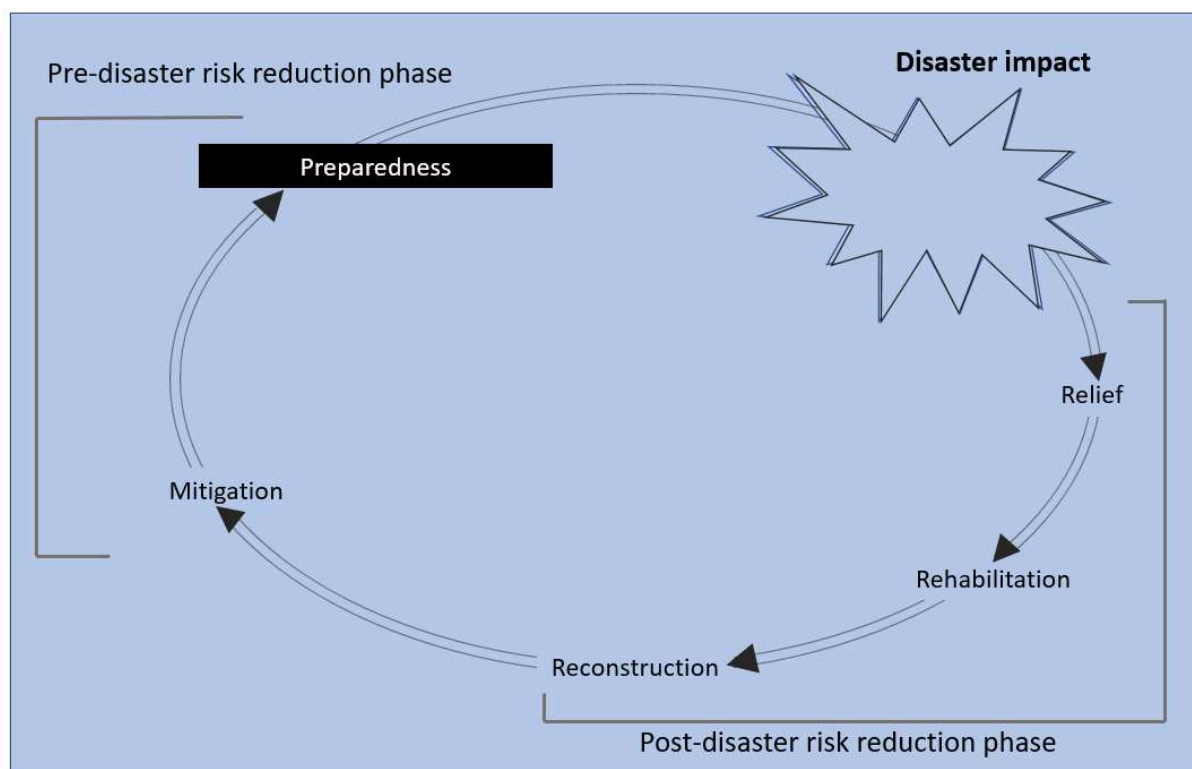 Pre-disaster risk reduction phase
Disaster impact
Preparedness
Relief
Mitigation
Rehabilitation
Reconstruction
Post-disaster risk reduction phase